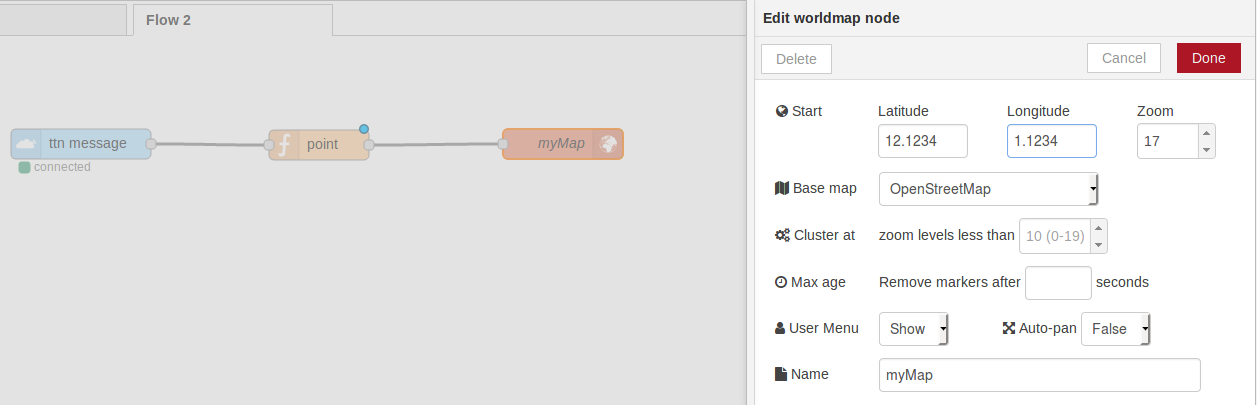 Flow 2
ttn message
connected
point
myMap
Edit worldmap node
Delete Cancel Done
Start Latitude Longitude Zoom
12.1234 1.1234 17
Base map OpenStreetMap
Cluster at zoom levels less than 10 (0-19)
Max age Remove markers after seconds
User Menu Show Auto-pan False
Name myMap